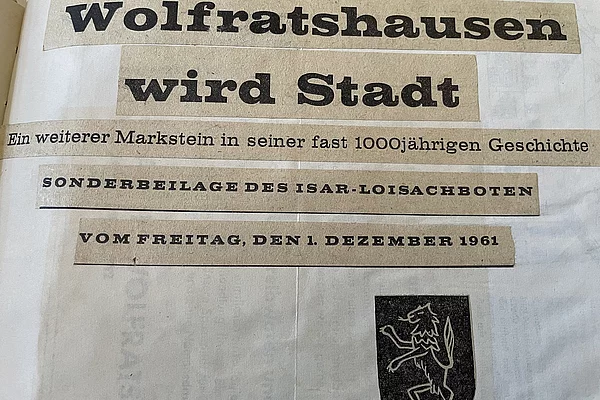 Wolfratshausen
wird Stadt
Ein weiterer Markstein in seiner fast 1000jährigen Geschichte
SONDERBEILAGE DES ISAR-LOISACHBOTEN
VOM FREITAG, DEN 1. DEZEMBER 1961